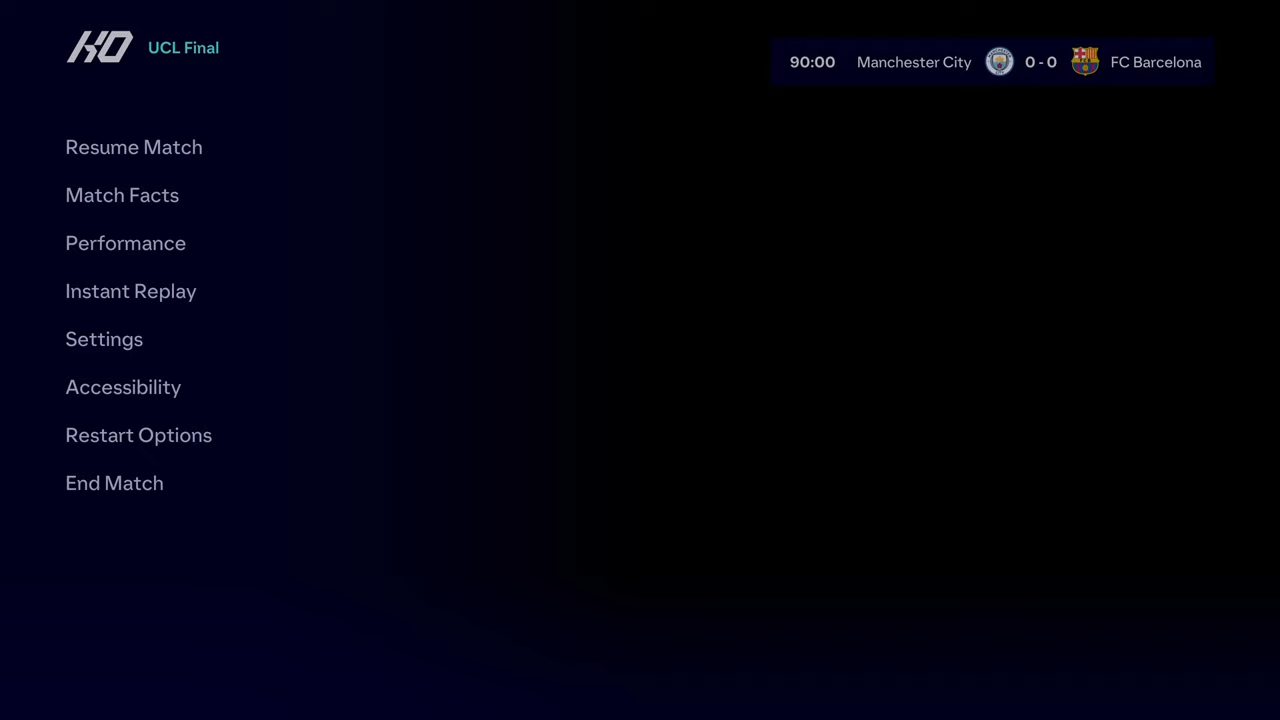 KO UCL Final
90:00 Manchester City 0 - 0 FC Barcelona
Resume Match
Match Facts
Performance
Instant Replay
Settings
Accessibility
Restart Options
End Match